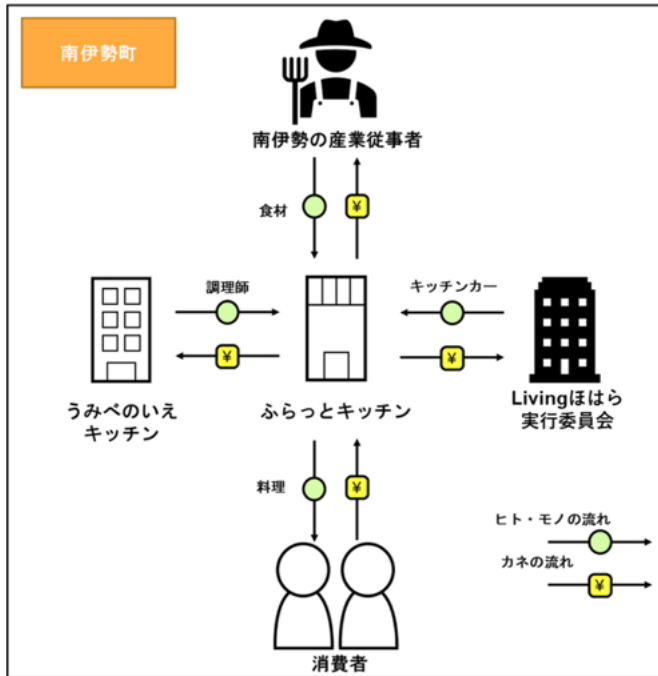 南伊勢町
南伊勢の産業従事者
食材
¥
調理師
キッチンカー
¥
¥
うみべのいえ
キッチン
ふらっとキッチン
Livingほはら
実行委員会
料理
¥
ヒト・モノの流れ
カネの流れ
¥
消費者